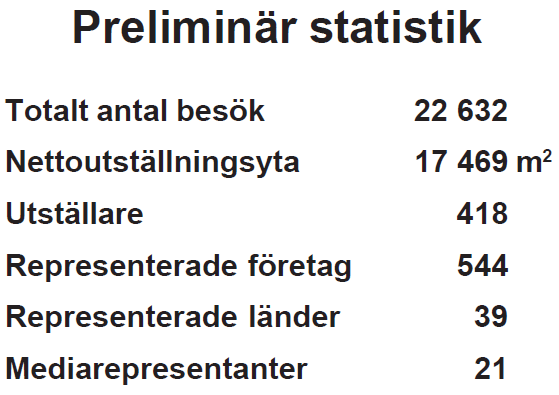 Preliminär statistik
Totalt antal besök 22 632
Nettoutställningsyta 17 469 m²
Utställare 418
Representerade företag 544
Representerade länder 39
Mediarepresentanter 21